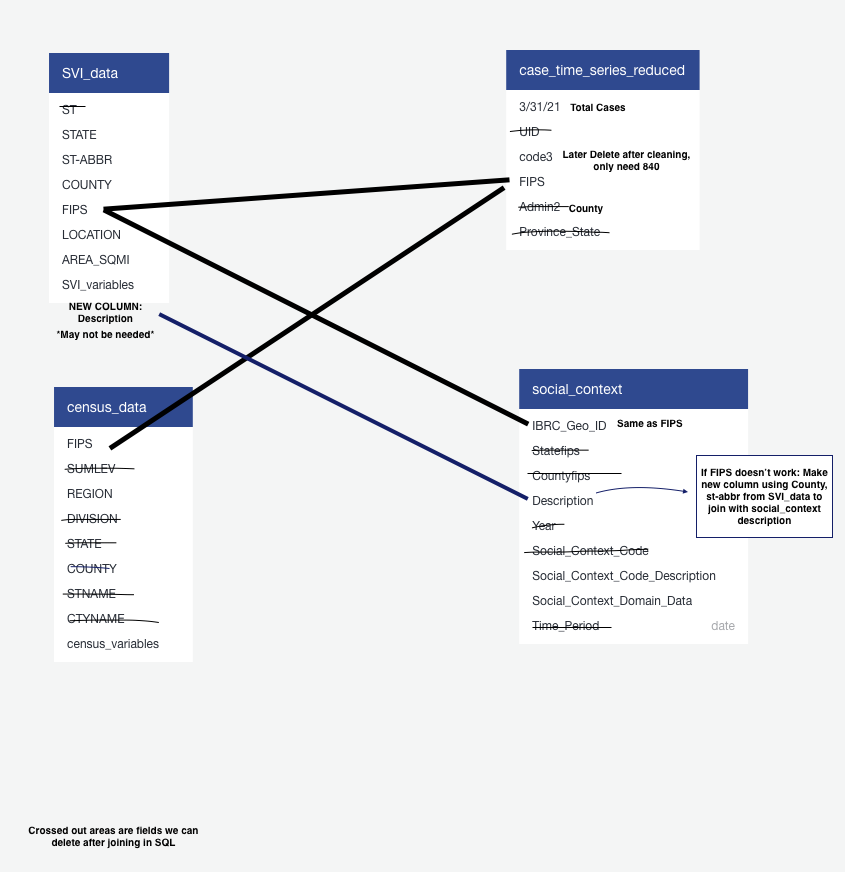 SVI_data
ST
STATE
ST-ABBR
COUNTY
FIPS
LOCATION
AREA_SQMI
SVI_variables
NEW COLUMN:
Description
*May not be needed*
case_time_series_reduced
3/31/21 Total Cases
UID
code3 Later Delete after cleaning,
only need 840
FIPS
Admin2 County
Province_State
census_data
FIPS
SUMLEV
REGION
DIVISION
STATE
COUNTY
STNAME
CTYNAME
census_variables
social_context
IBRC_Geo_ID Same as FIPS
Statefips
Countyfips
Description
Year
Social_Context_Code
Social_Context_Code_Description
Social_Context_Domain_Data
Time_Period date
If FIPS doesn't work: Make
new column using County,
st-abbr from SVI_data to
join with social_context
description
Crossed out areas are fields we can
delete after joining in SQL